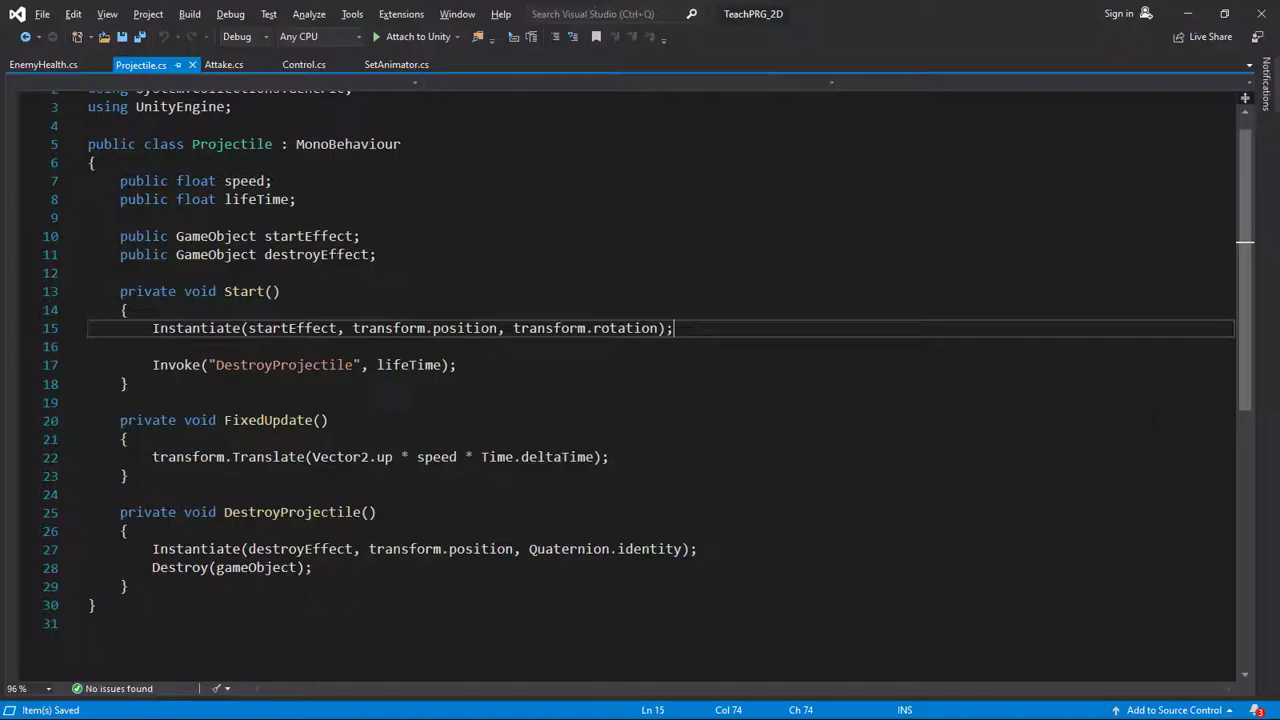 File Edit View Project Build Debug Test Analyze Tools Extensions Window Help Search Visual Studio TeachPRG_2D Sign in
Debug Any CPU Attach to Unity Live Share
EnemyHealth.cs Projectile.cs Attake.cs Control.cs SetAnimator.cs
Notifications
2 using System.Collections.Generic;
3 using UnityEngine;
4
5 public class Projectile : MonoBehaviour
6 {
7 public float speed;
8 public float lifeTime;
9
10 public GameObject startEffect;
11 public GameObject destroyEffect;
12
13 private void Start()
14 {
15 Instantiate(startEffect, transform.position, transform.rotation);
16
17 Invoke("DestroyProjectile", lifeTime);
18 }
19
20 private void FixedUpdate()
21 {
22 transform.Translate(Vector2.up * speed * Time.deltaTime);
23 }
24
25 private void DestroyProjectile()
26 {
27 Instantiate(destroyEffect, transform.position, Quaternion.identity);
28 Destroy(gameObject);
29 }
30 }
31
96 % No issues found
Item(s) Saved Ln 15 Col 74 Ch 74 INS Add to Source Control 3